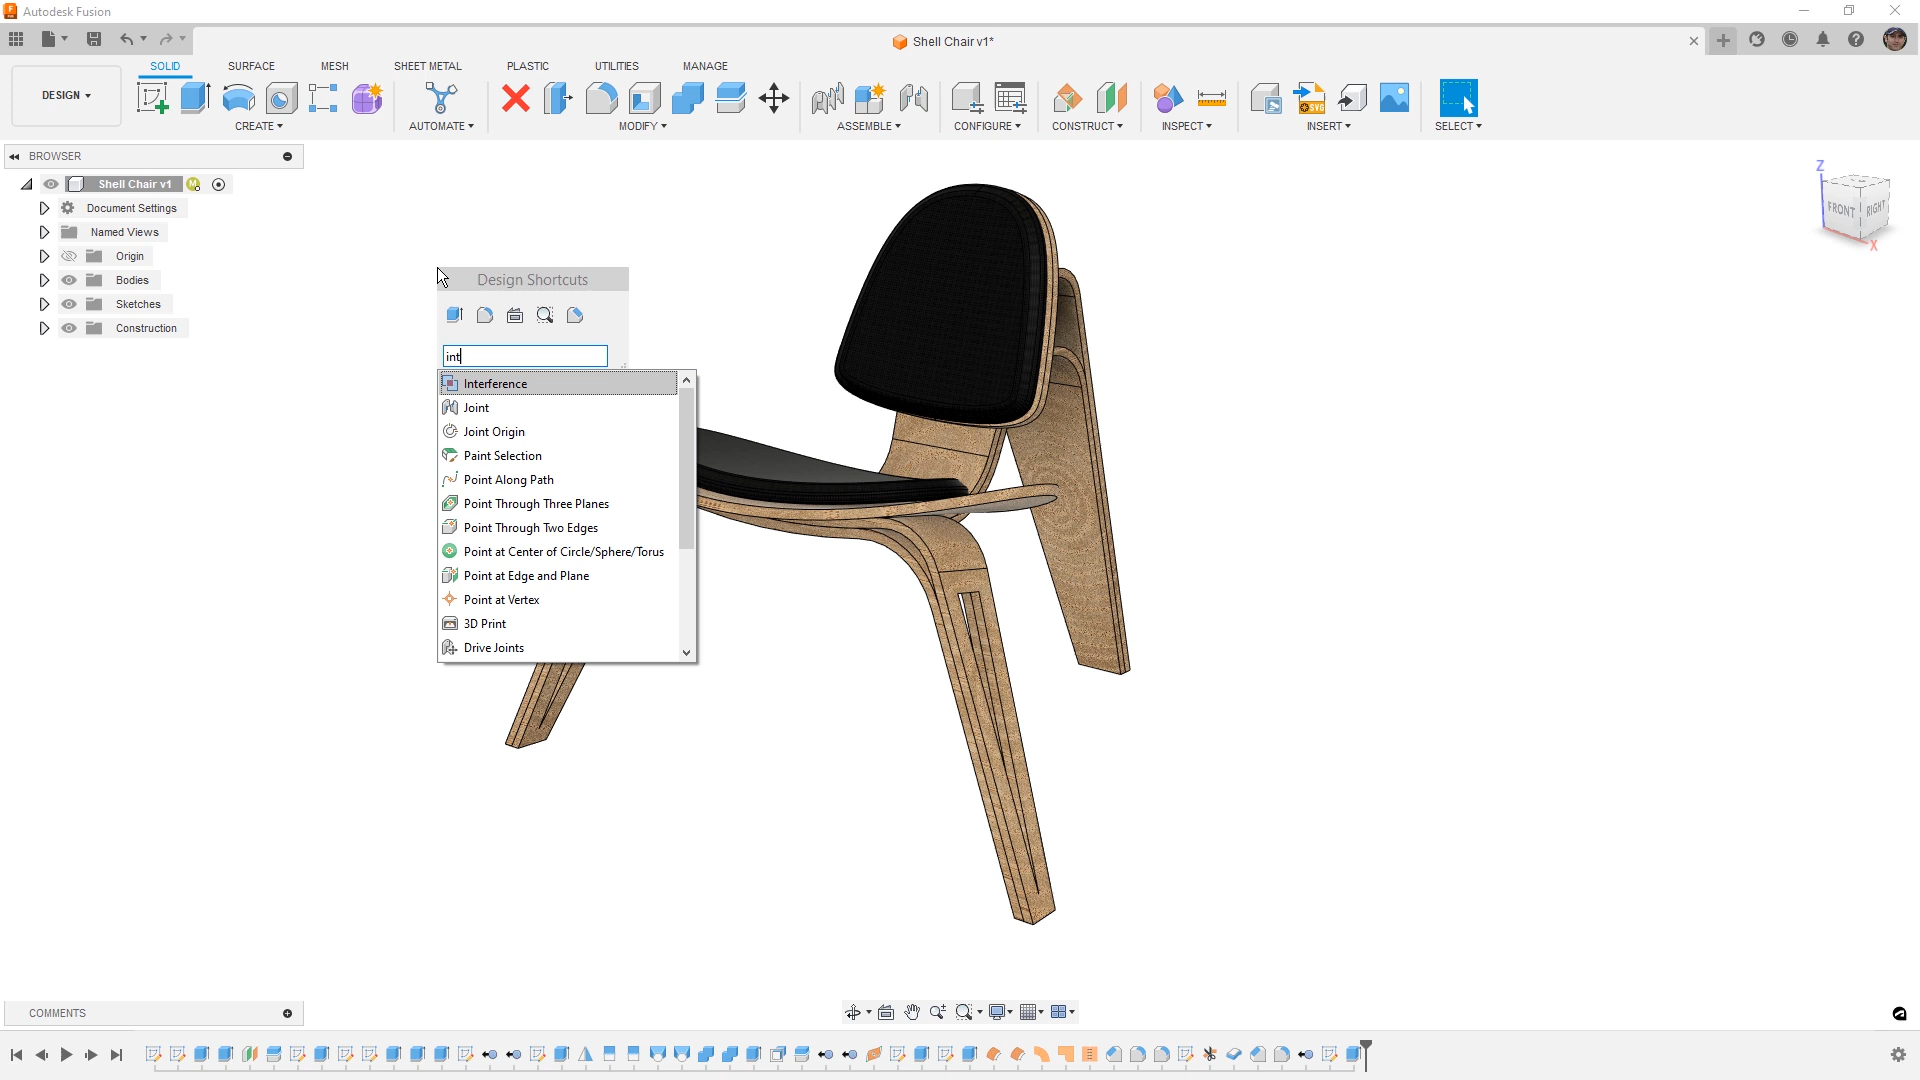 Autodesk Fusion
Shell Chair v1*
SOLID SURFACE MESH SHEET METAL PLASTIC UTILITIES MANAGE
DESIGN
CREATE AUTOMATE MODIFY ASSEMBLE CONFIGURE CONSTRUCT INSPECT INSERT SELECT
BROWSER
Shell Chair v1
Document Settings
Named Views
Origin
Bodies
Sketches
Construction
Design Shortcuts
int
Interference
Joint
Joint Origin
Paint Selection
Point Along Path
Point Through Three Planes
Point Through Two Edges
Point at Center of Circle/Sphere/Torus
Point at Edge and Plane
Point at Vertex
3D Print
Drive Joints
Z
FRONT RIGHT
X
COMMENTS